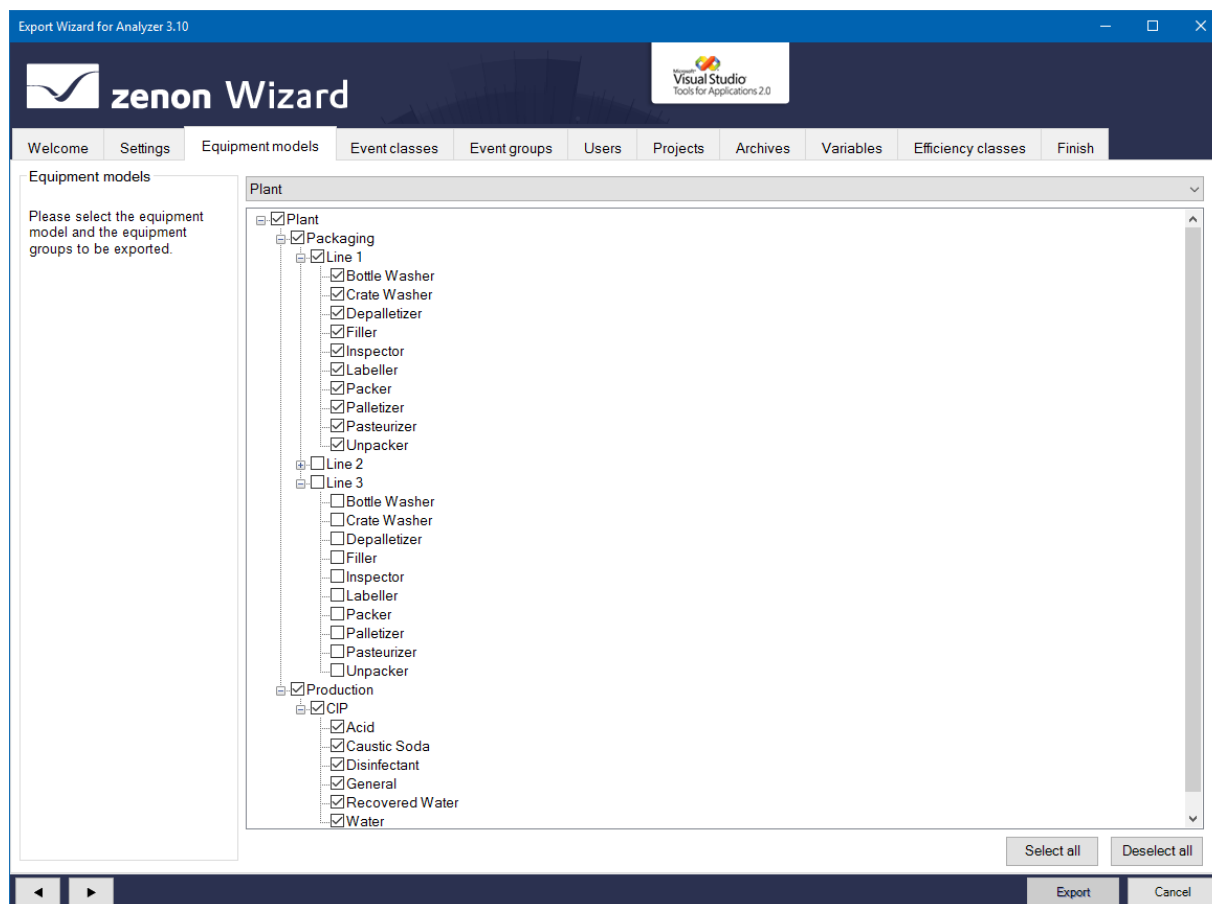 Export Wizard for Analyzer 3.10
zenon Wizard
Microsoft
Visual Studio
Tools for Applications 2.0
Welcome
Settings
Equipment models
Event classes
Event groups
Users
Projects
Archives
Variables
Efficiency classes
Finish
Equipment models
Please select the equipment
model and the equipment
groups to be exported.
Plant
Plant
Packaging
Line 1
Bottle Washer
Crate Washer
Depalletizer
Filler
Inspector
Labeller
Packer
Palletizer
Pasteurizer
Unpacker
Line 2
Line 3
Bottle Washer
Crate Washer
Depalletizer
Filler
Inspector
Labeller
Packer
Palletizer
Pasteurizer
Unpacker
Production
CIP
Acid
Caustic Soda
Disinfectant
General
Recovered Water
Water
Select all
Deselect all
Export
Cancel